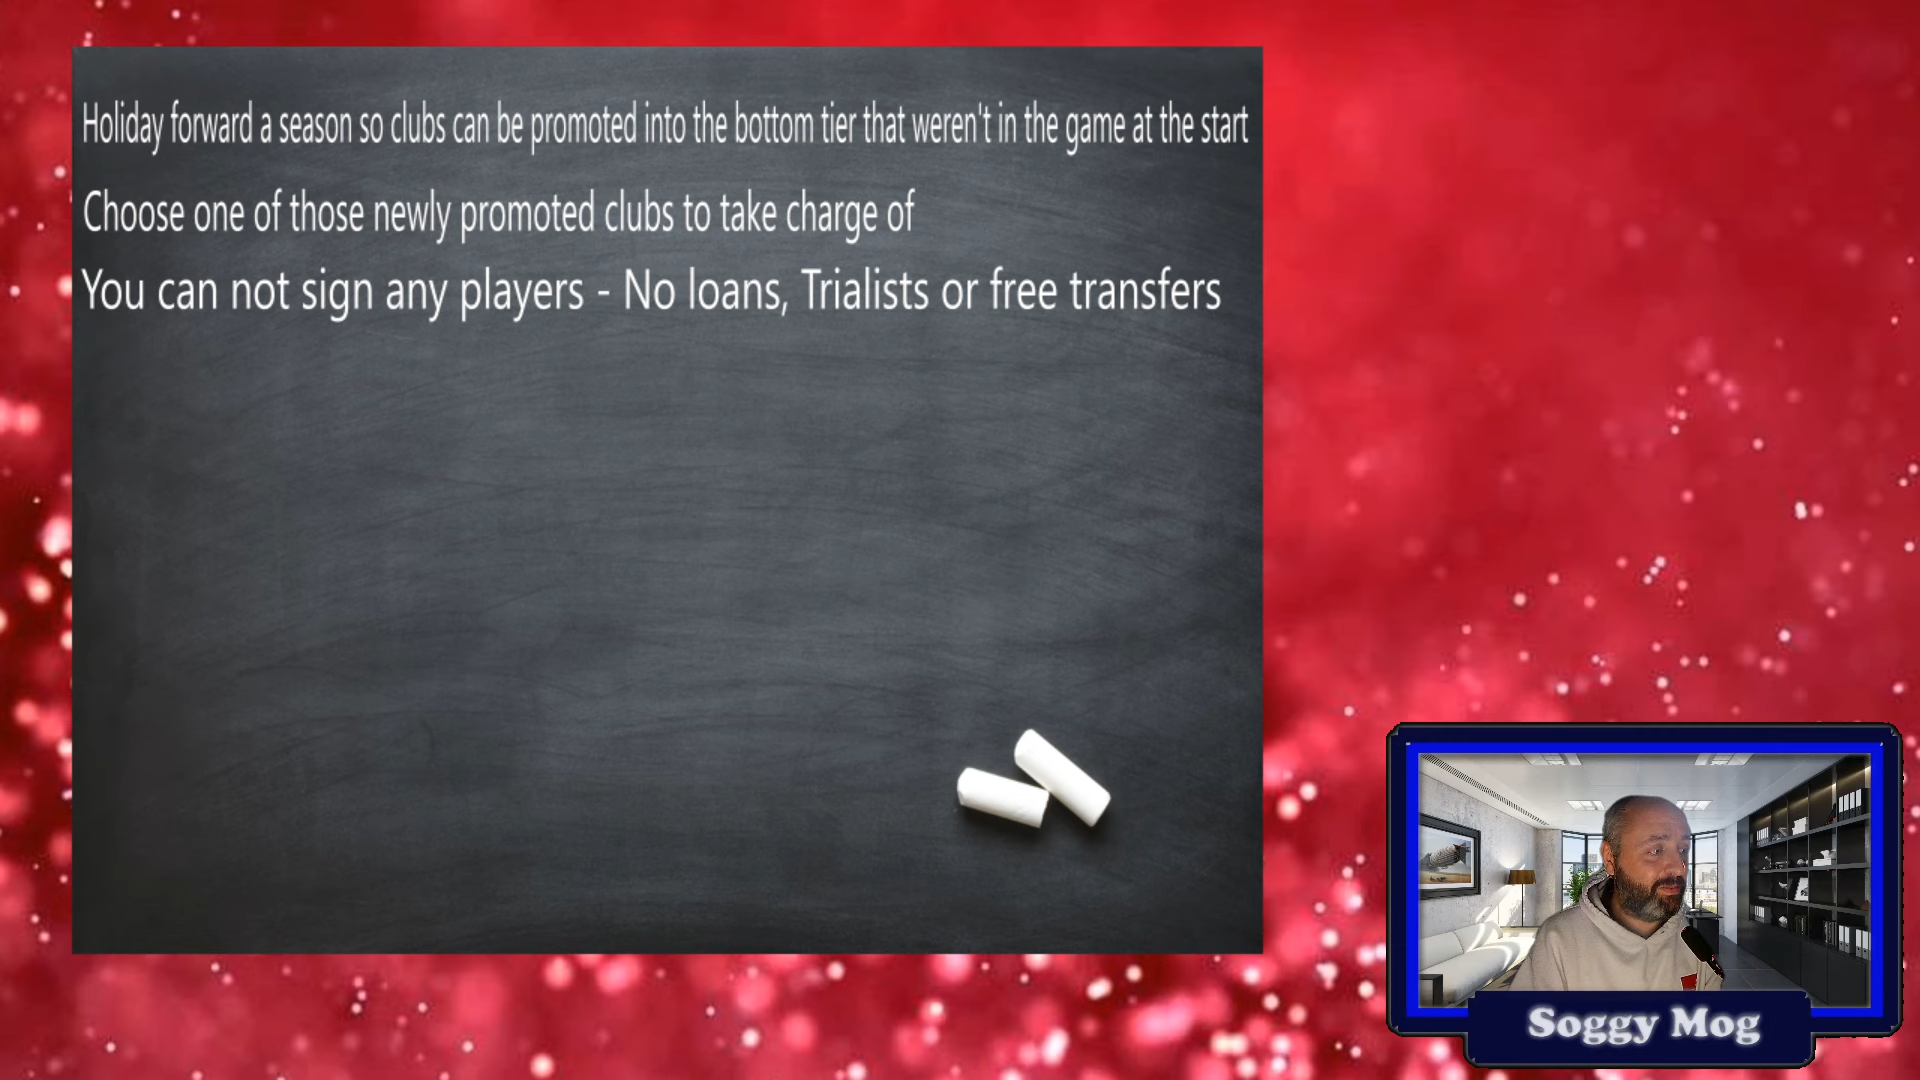 Holiday forward a season so clubs can be promoted into the bottom tier that weren't in the game at the start
Choose one of those newly promoted clubs to take charge of
You can not sign any players - No loans, Trialists or free transfers
Soggy Mog